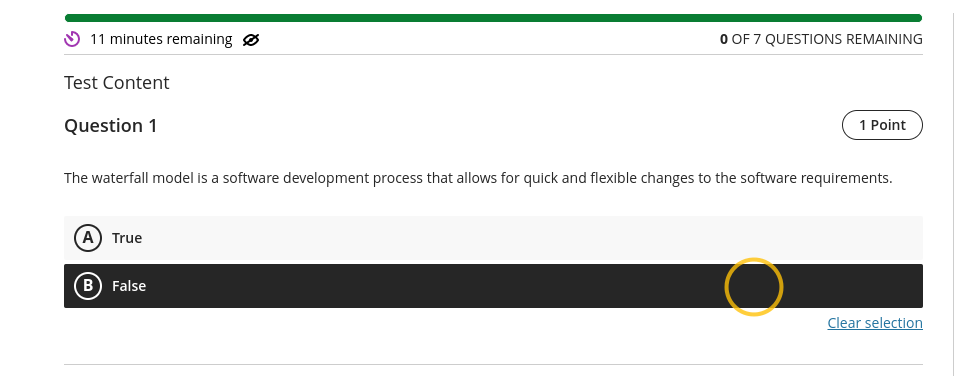 11 minutes remaining
0 OF 7 QUESTIONS REMAINING
Test Content
Question 1
1 Point
The waterfall model is a software development process that allows for quick and flexible changes to the software requirements.
A True
B False
Clear selection